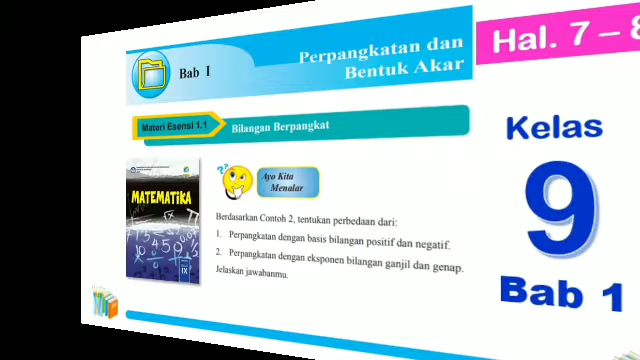 Bab I
Perpangkatan dan
Bentuk Akar
Hal. 7 – 8
Materi Esensi 1.1
Bilangan Berpangkat
Kelas
9
Bab 1
MATEMATIKA
IX
??
Ayo Kita
Menalar
Berdasarkan Contoh 2, tentukan perbedaan dari:
1. Perpangkatan dengan basis bilangan positif dan negatif.
2. Perpangkatan dengan eksponen bilangan ganjil dan genap.
Jelaskan jawabanmu.